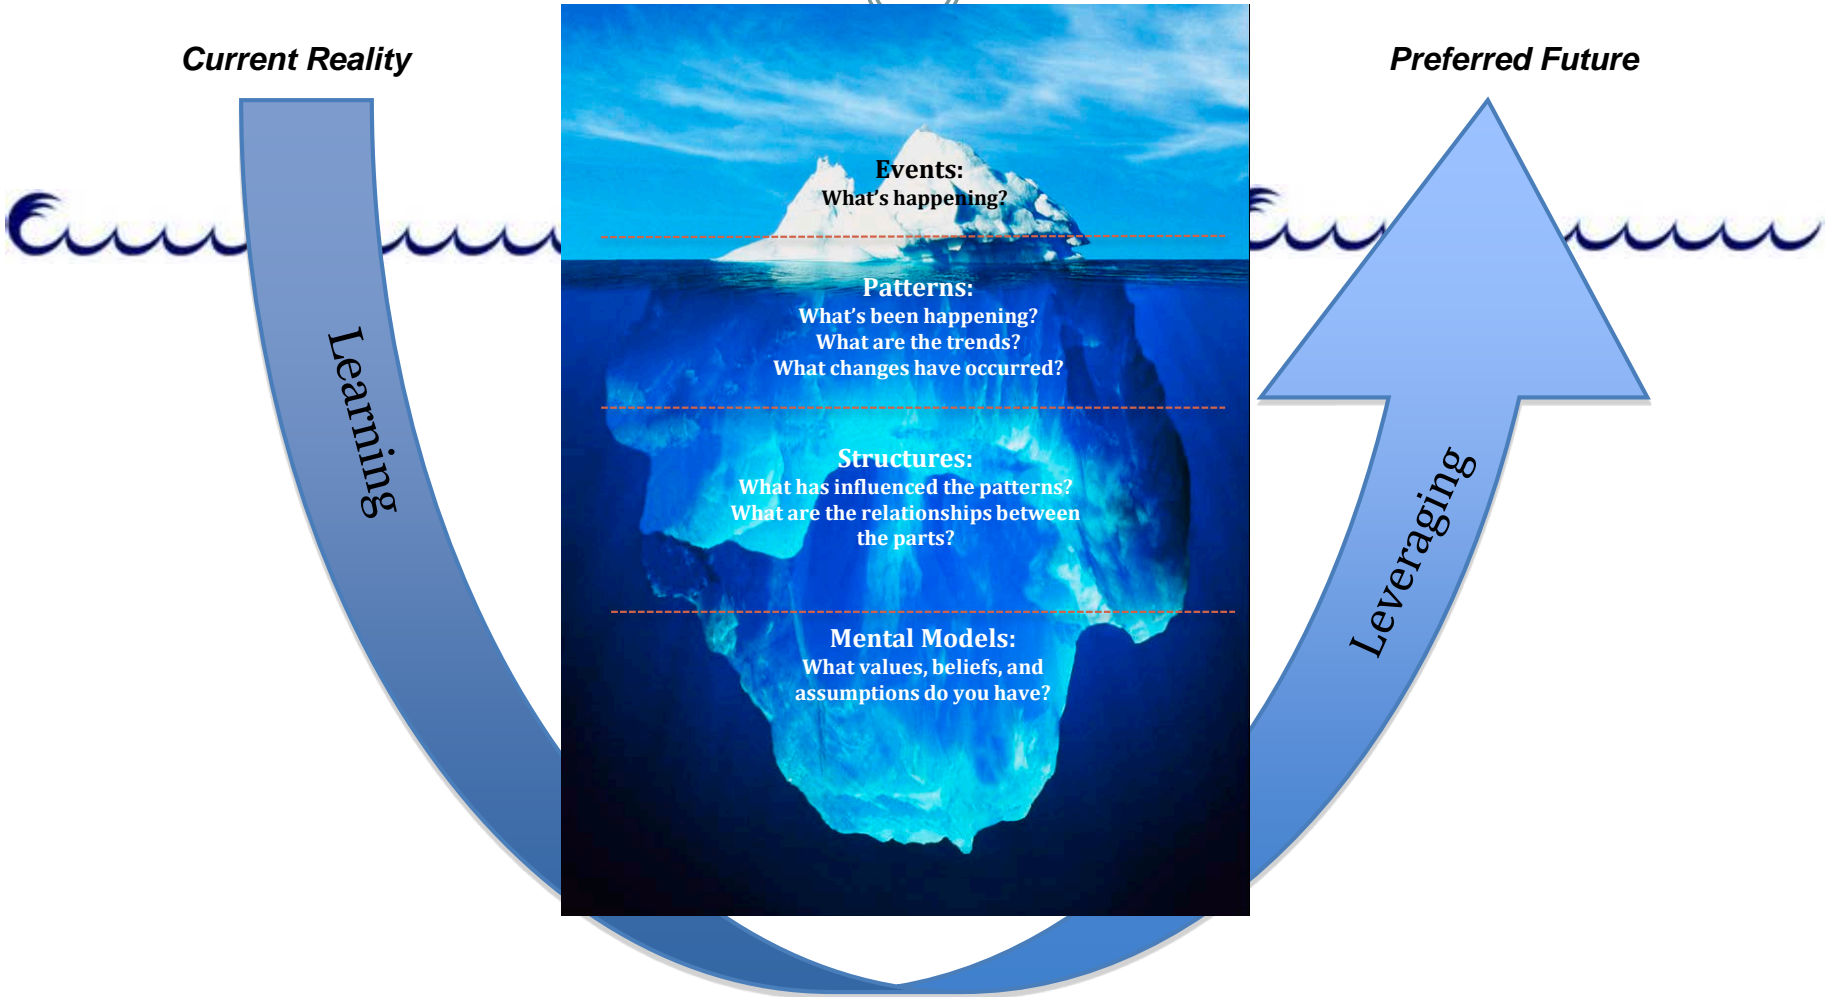 Current Reality
Preferred Future
Events:
What’s happening?
Patterns:
What’s been happening?
What are the trends?
What changes have occurred?
Learning
Structures:
What has influenced the patterns?
What are the relationships between
the parts?
Leveraging
Mental Models:
What values, beliefs, and
assumptions do you have?